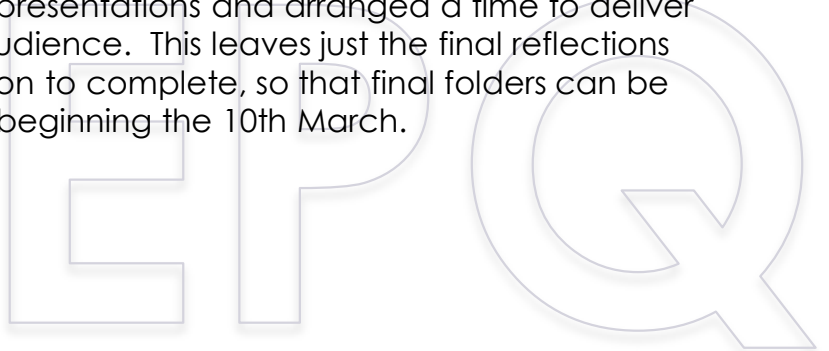 presentations and arranged a time to deliver
udience.  This leaves just the final reflections
on to complete, so that final folders can be
beginning the 10th March.
EPQ